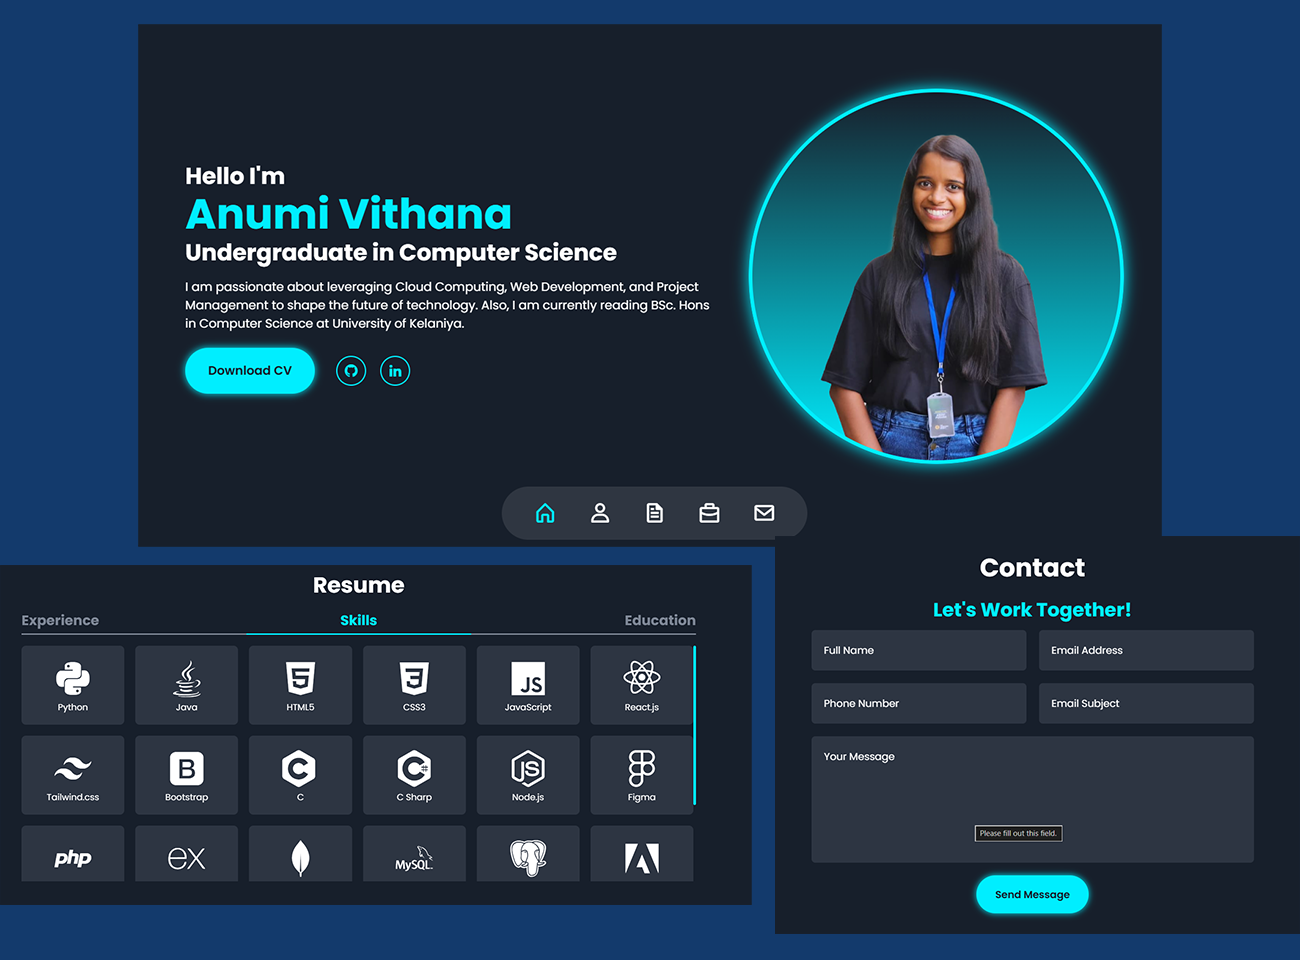 Hello I'm
Anumi Vithana
Undergraduate in Computer Science
I am passionate about leveraging Cloud Computing, Web Development, and Project
Management to shape the future of technology. Also, I am currently reading BSc. Hons
in Computer Science at University of Kelaniya.
Download CV
in
Resume
Experience
Skills
Education
5
3
JS
Python
Java
HTML5
CSS3
JavaScript
React.js
B
C
C#
JS
Tailwind.css
Bootstrap
C
C Sharp
Node.js
Figma
php
ex
MySQL
Contact
Let's Work Together!
Full Name
Email Address
Phone Number
Email Subject
Your Message
Please fill out this field.
Send Message